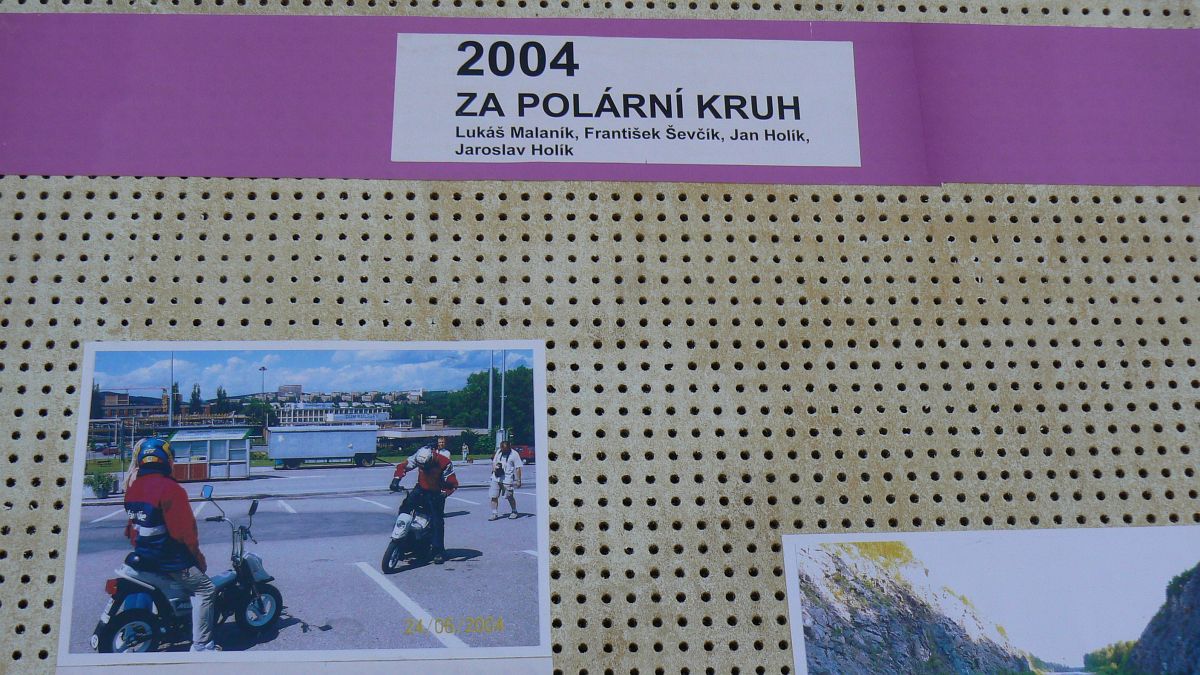 2004
ZA POLÁRNÍ KRUH
Lukáš Malaník, František Ševčík, Jan Holík,
Jaroslav Holík
24/06/2004